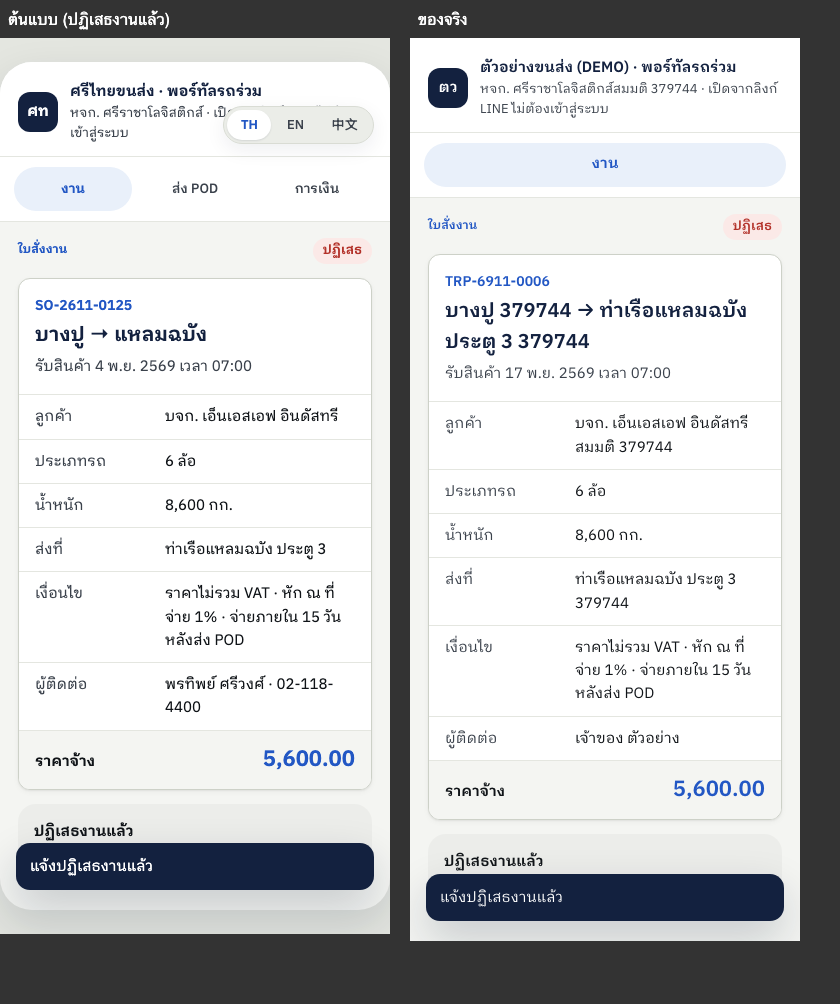 ต้นแบบ (ปฏิเสธงานแล้ว)
ศท
ศรีไทยขนส่ง · พอร์ทัลรถร่วม
หจก. ศรีราชาโลจิสติกส์ ·
เข้าสู่ระบบ
TH EN 中文
งาน ส่ง POD การเงิน
ใบสั่งงาน ปฏิเสธ
SO-2611-0125
บางปู → แหลมฉบัง
รับสินค้า 4 พ.ย. 2569 เวลา 07:00
ลูกค้า บจก. เอ็นเอสเอฟ อินดัสทรี
ประเภทรถ 6 ล้อ
น้ำหนัก 8,600 กก.
ส่งที่ ท่าเรือแหลมฉบัง ประตู 3
เงื่อนไข ราคาไม่รวม VAT · หัก ณ ที่
จ่าย 1% · จ่ายภายใน 15 วัน
หลังส่ง POD
ผู้ติดต่อ พรทิพย์ ศรีวงศ์ · 02-118-
4400
ราคาจ้าง 5,600.00
ปฏิเสธงานแล้ว
แจ้งปฏิเสธงานแล้ว
ของจริง
ตว
ตัวอย่างขนส่ง (DEMO) · พอร์ทัลรถร่วม
หจก. ศรีราชาโลจิสติกส์สมมติ 379744 · เปิดจากลิงก์
LINE ไม่ต้องเข้าสู่ระบบ
งาน
ใบสั่งงาน ปฏิเสธ
TRP-6911-0006
บางปู 379744 → ท่าเรือแหลมฉบัง
ประตู 3 379744
รับสินค้า 17 พ.ย. 2569 เวลา 07:00
ลูกค้า บจก. เอ็นเอสเอฟ อินดัสทรี
สมมติ 379744
ประเภทรถ 6 ล้อ
น้ำหนัก 8,600 กก.
ส่งที่ ท่าเรือแหลมฉบัง ประตู 3
379744
เงื่อนไข ราคาไม่รวม VAT · หัก ณ ที่
จ่าย 1% · จ่ายภายใน 15 วัน
หลังส่ง POD
ผู้ติดต่อ เจ้าของ ตัวอย่าง
ราคาจ้าง 5,600.00
ปฏิเสธงานแล้ว
แจ้งปฏิเสธงานแล้ว